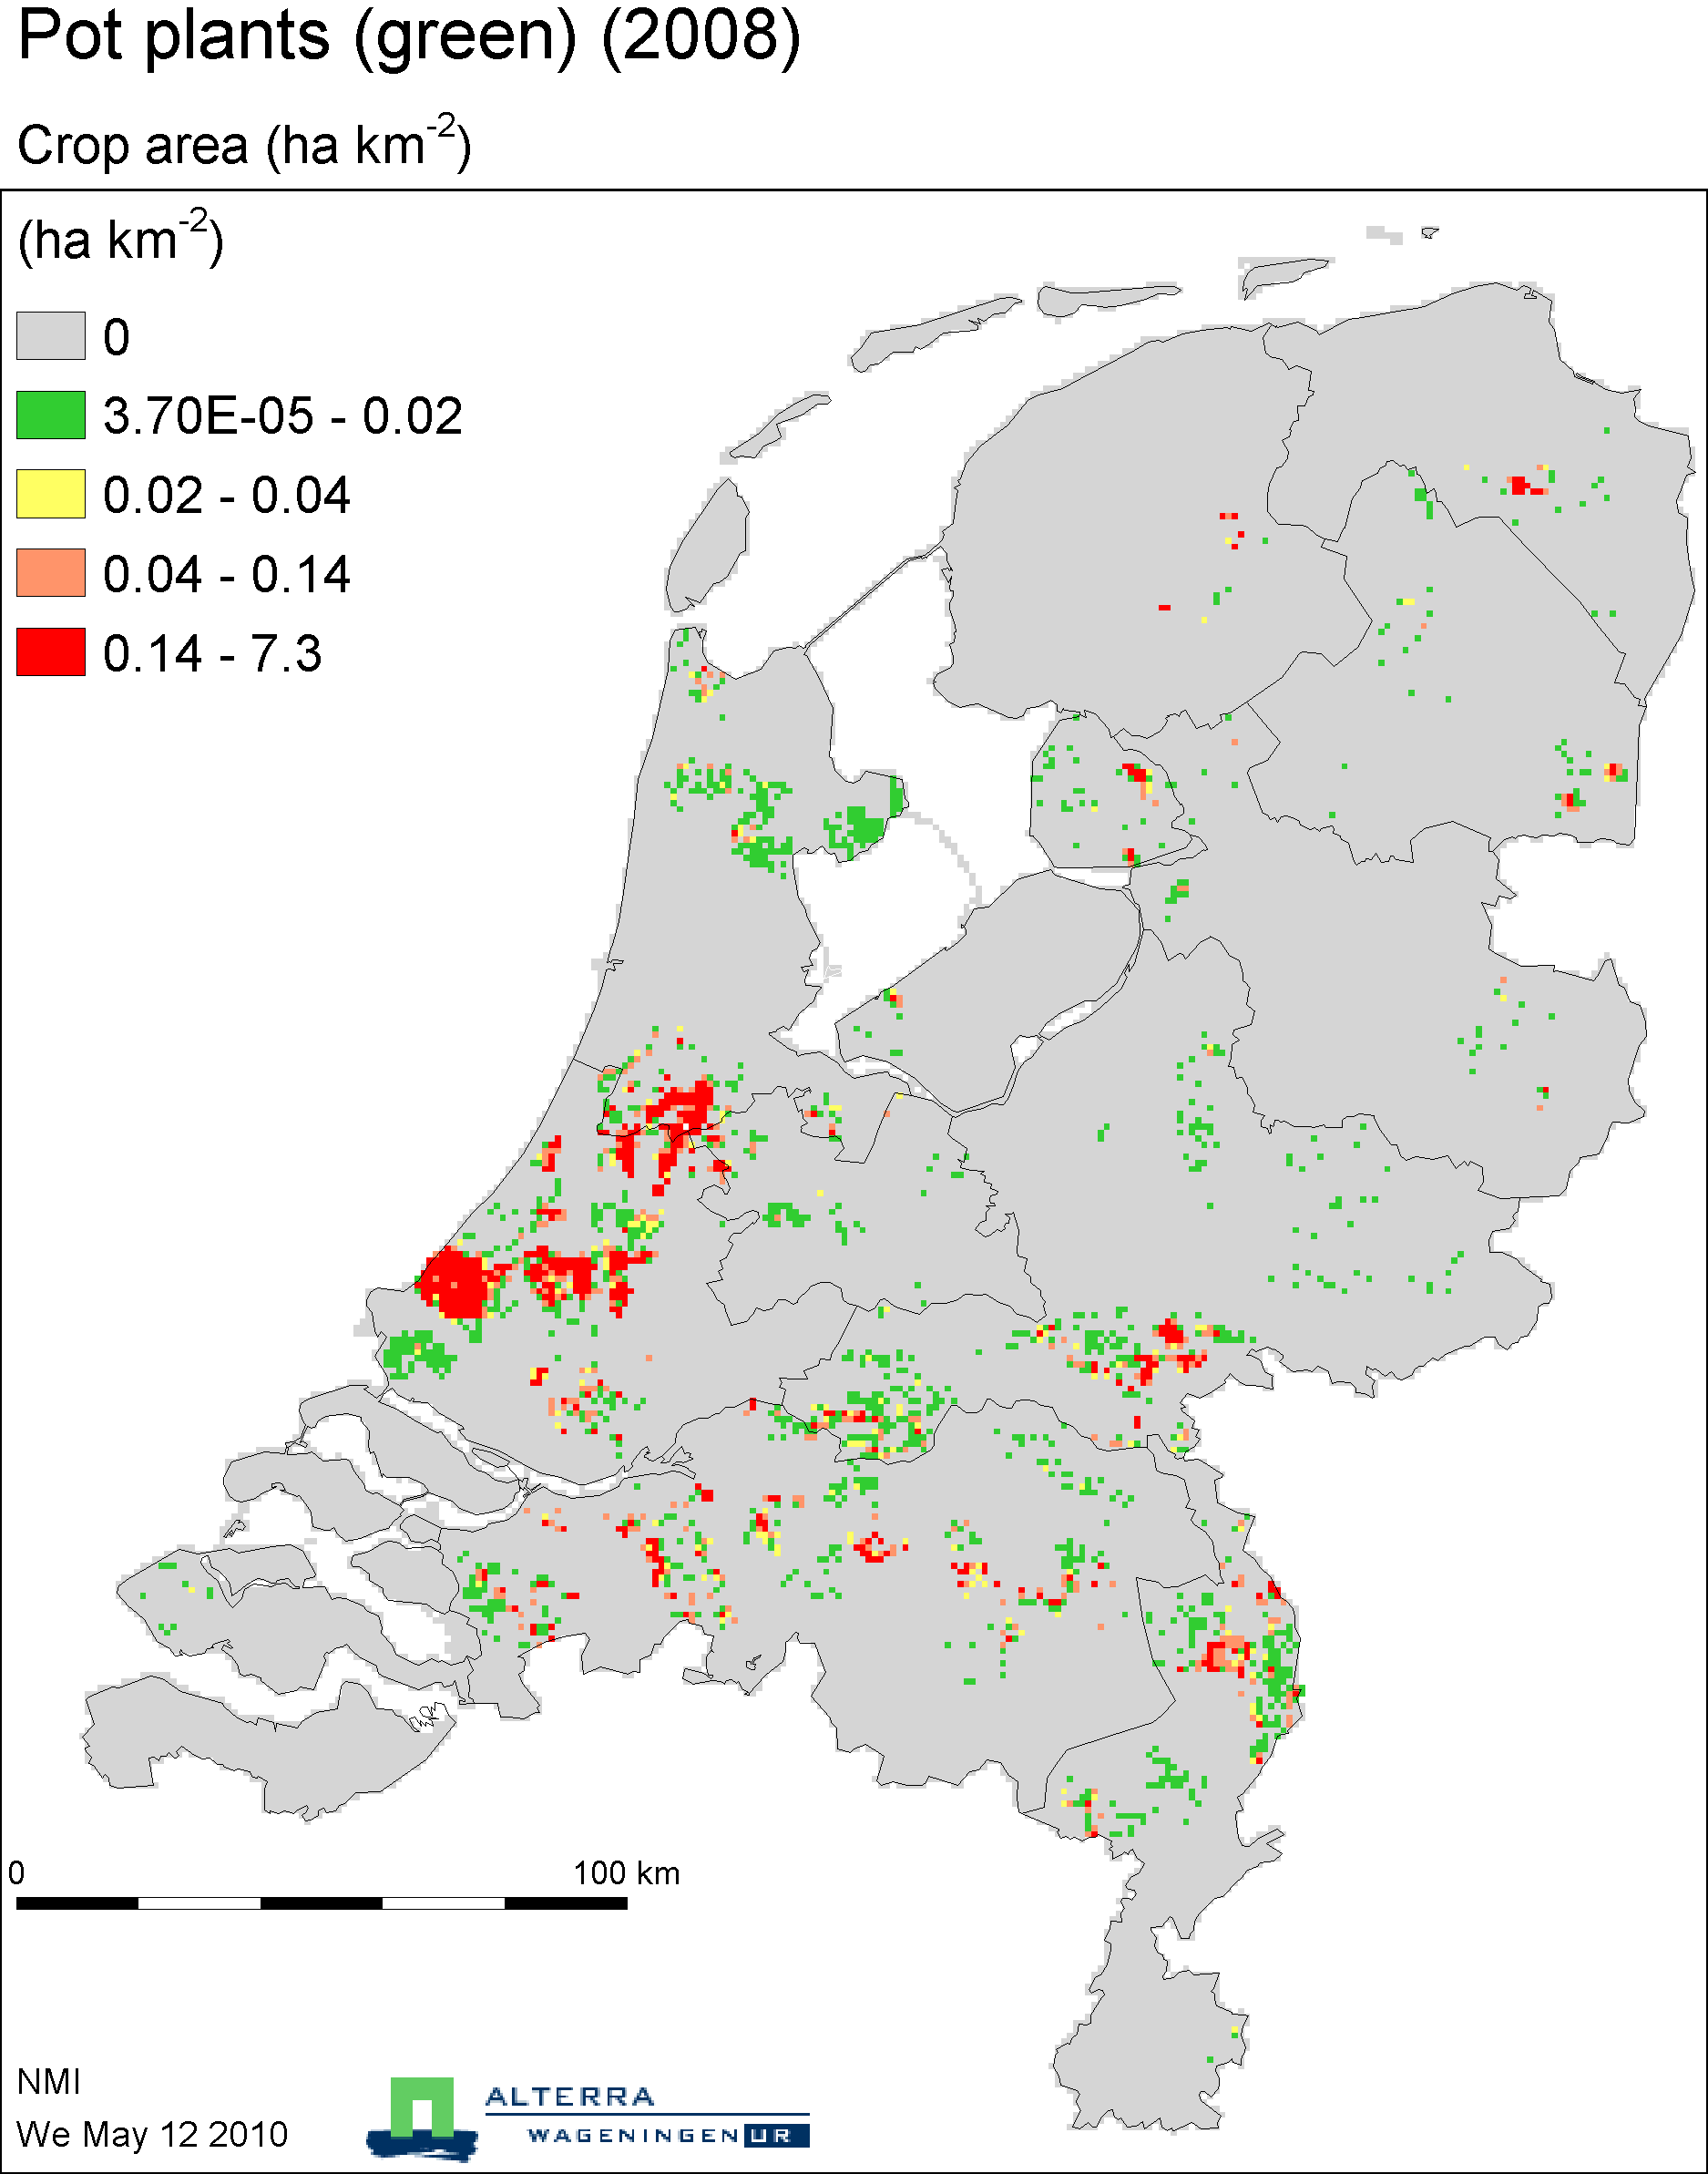 Pot plants (green) (2008)
Crop area (ha km-2)
(ha km-2)
0
3.70E-05 - 0.02
0.02 - 0.04
0.04 - 0.14
0.14 - 7.3
0 100 km
NMI
We May 12 2010
ALTERRA
WAGENINGEN UR